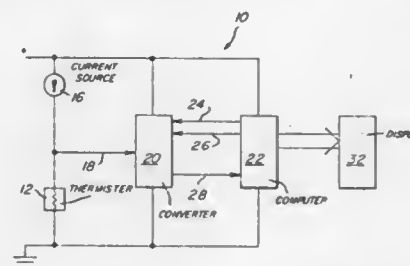 10
CURRENT
SOURCE
16
24
26
18
20
22
DISP
32
12
THERMISTER
28
CONVERTER
COMPUTER